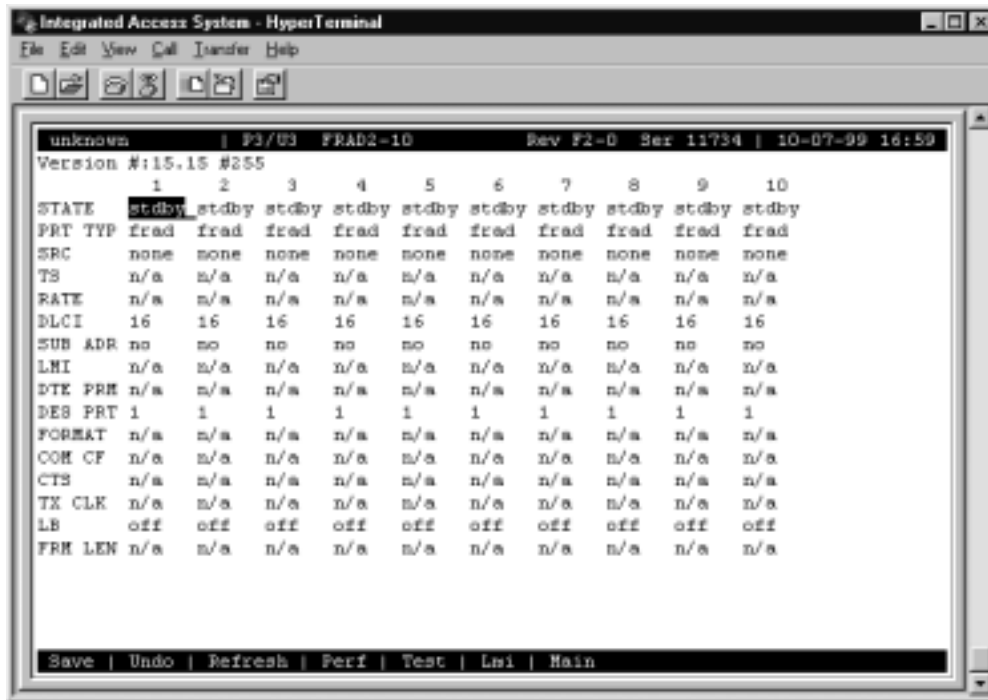 Integrated Access System - HyperTerminal
File Edit View Call Transfer Help
unknown | P3/U3 FRAD2-10 Rev F2-0 Ser 11734 | 10-07-99 16:59
Version #:15.15 #255
1 2 3 4 5 6 7 8 9 10
STATE stdby stdby stdby stdby stdby stdby stdby stdby stdby stdby
PRT TYP frad frad frad frad frad frad frad frad frad frad
SRC none none none none none none none none none none
TS n/a n/a n/a n/a n/a n/a n/a n/a n/a n/a
RATE n/a n/a n/a n/a n/a n/a n/a n/a n/a n/a
DLCI 16 16 16 16 16 16 16 16 16 16
SUB ADR no no no no no no no no no no
LMI n/a n/a n/a n/a n/a n/a n/a n/a n/a n/a
DTE PRM n/a n/a n/a n/a n/a n/a n/a n/a n/a n/a
DES PRT 1 1 1 1 1 1 1 1 1 1
FORMAT n/a n/a n/a n/a n/a n/a n/a n/a n/a n/a
COM CF n/a n/a n/a n/a n/a n/a n/a n/a n/a n/a
CTS n/a n/a n/a n/a n/a n/a n/a n/a n/a n/a
TX CLK n/a n/a n/a n/a n/a n/a n/a n/a n/a n/a
LB off off off off off off off off off off
FRM LEN n/a n/a n/a n/a n/a n/a n/a n/a n/a n/a
Save | Undo | Refresh | Perf | Test | Lmi | Main